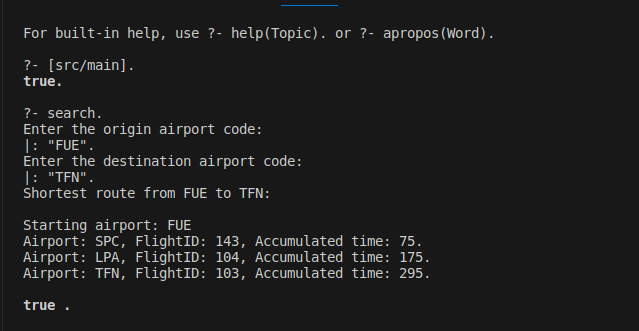 For built-in help, use ?- help(Topic). or ?- apropos(Word).
?- [src/main].
true.
?- search.
Enter the origin airport code:
|: "FUE".
Enter the destination airport code:
|: "TFN".
Shortest route from FUE to TFN:
Starting airport: FUE
Airport: SPC, FlightID: 143, Accumulated time: 75.
Airport: LPA, FlightID: 104, Accumulated time: 175.
Airport: TFN, FlightID: 103, Accumulated time: 295.
true .